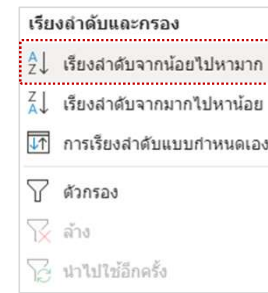 เรียงลำดับและกรอง
เรียงลำดับจากน้อยไปหามาก
เรียงลำดับจากมากไปหาน้อย
การเรียงลำดับแบบกำหนดเอง
ตัวกรอง
ล้าง
นำไปใช้อีกครั้ง